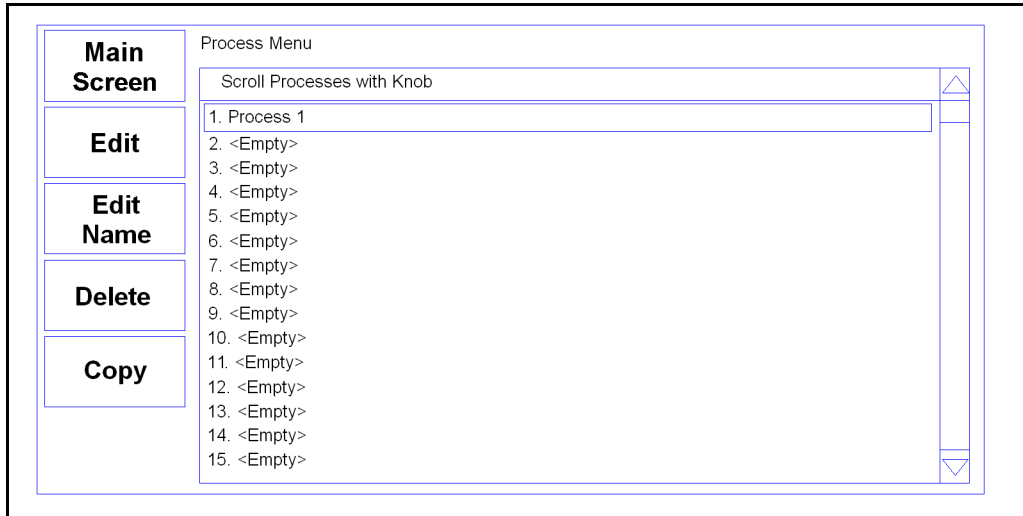 Main
Screen
Edit
Edit
Name
Delete
Copy
Process Menu
Scroll Processes with Knob
1. Process 1
2. <Empty>
3. <Empty>
4. <Empty>
5. <Empty>
6. <Empty>
7. <Empty>
8. <Empty>
9. <Empty>
10. <Empty>
11. <Empty>
12. <Empty>
13. <Empty>
14. <Empty>
15. <Empty>